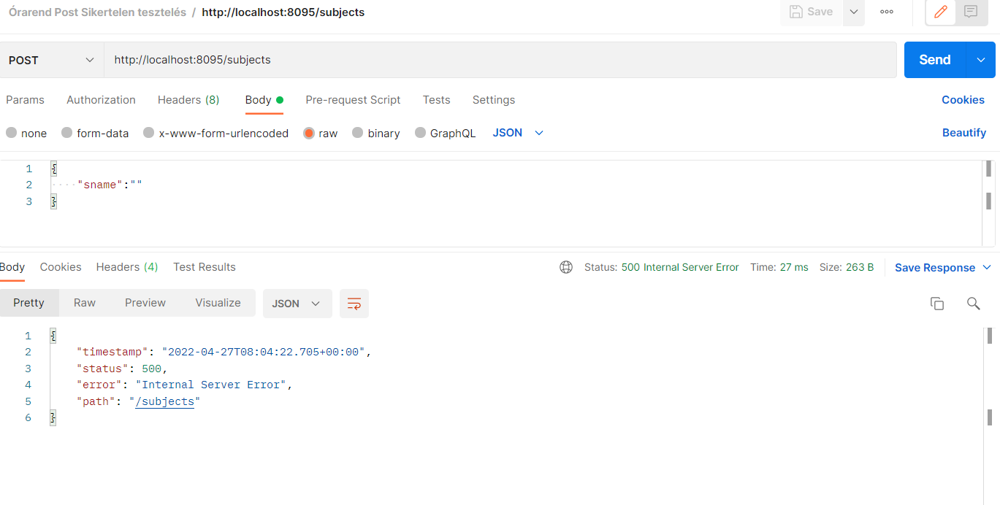 Órarend Post Sikertelen tesztelés / http://localhost:8095/subjects
Save
POST http://localhost:8095/subjects Send
Params Authorization Headers (8) Body Pre-request Script Tests Settings Cookies
none form-data x-www-form-urlencoded raw binary GraphQL JSON Beautify
1 {
2 ····"sname":""
3 }
Body Cookies Headers (4) Test Results Status: 500 Internal Server Error Time: 27 ms Size: 263 B Save Response
Pretty Raw Preview Visualize JSON
1 {
2 "timestamp": "2022-04-27T08:04:22.705+00:00",
3 "status": 500,
4 "error": "Internal Server Error",
5 "path": "/subjects"
6 }